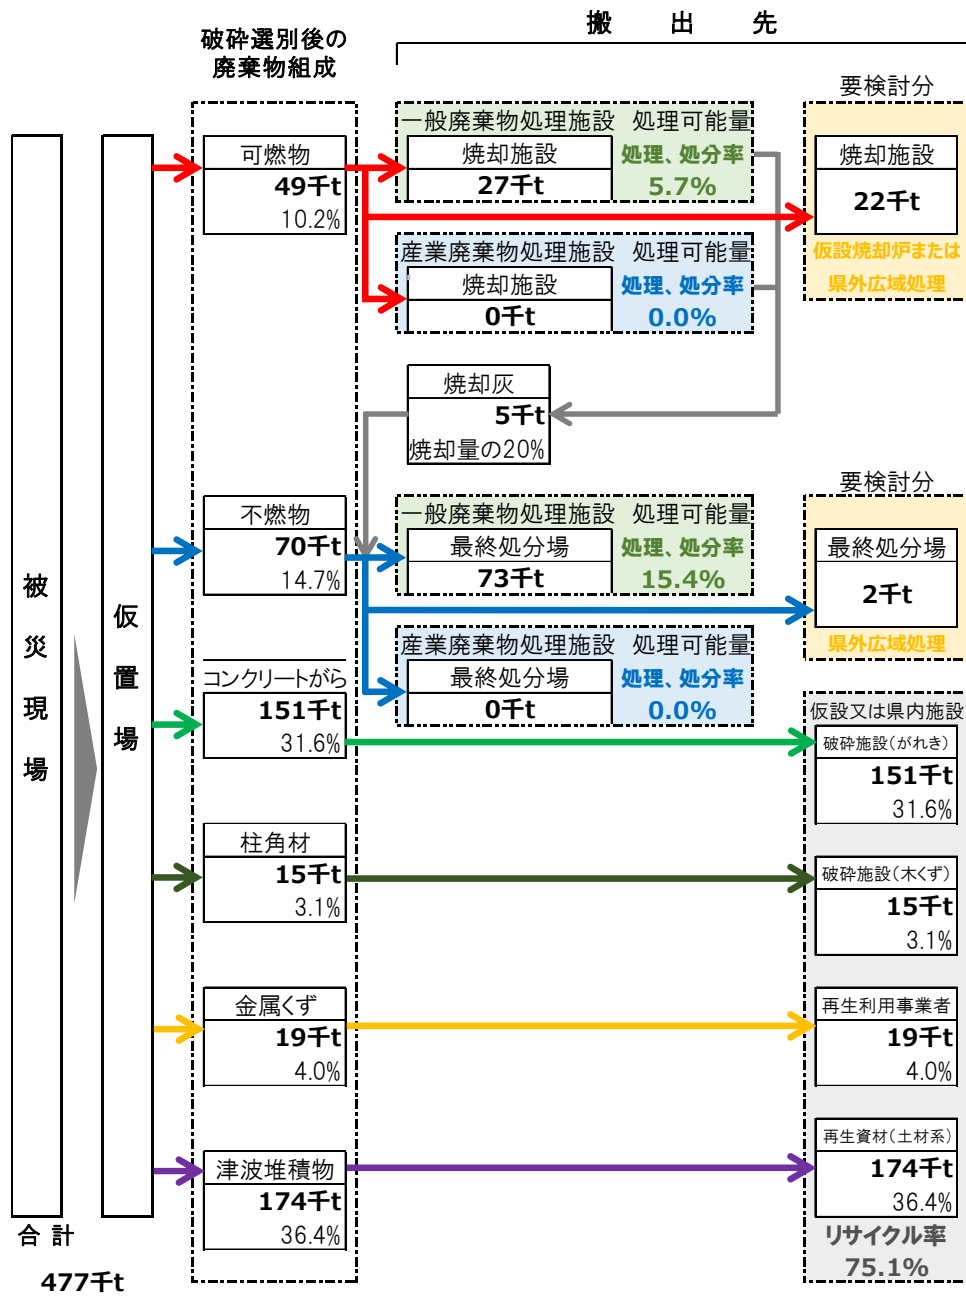 搬 出 先
破砕選別後の
廃棄物組成
要検討分
一般廃棄物処理施設 処理可能量
可燃物
49千t
10.2%
焼却施設
27千t
処理、処分率
5.7%
焼却施設
22千t
仮設焼却炉または
県外広域処理
産業廃棄物処理施設 処理可能量
焼却施設
0千t
処理、処分率
0.0%
焼却灰
5千t
焼却量の20%
要検討分
一般廃棄物処理施設 処理可能量
不燃物
70千t
14.7%
最終処分場
73千t
処理、処分率
15.4%
最終処分場
2千t
県外広域処理
産業廃棄物処理施設 処理可能量
最終処分場
0千t
処理、処分率
0.0%
被災現場
仮置場
コンクリートがら
151千t
31.6%
仮設又は県内施設
破砕施設(がれき)
151千t
31.6%
柱角材
15千t
3.1%
破砕施設(木くず)
15千t
3.1%
金属くず
19千t
4.0%
再生利用事業者
19千t
4.0%
津波堆積物
174千t
36.4%
再生資材(土材系)
174千t
36.4%
合計
477千t
リサイクル率
75.1%